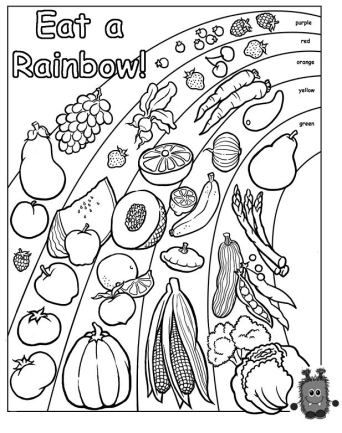 Eat a
Rainbow!
purple
red
orange
yellow
green